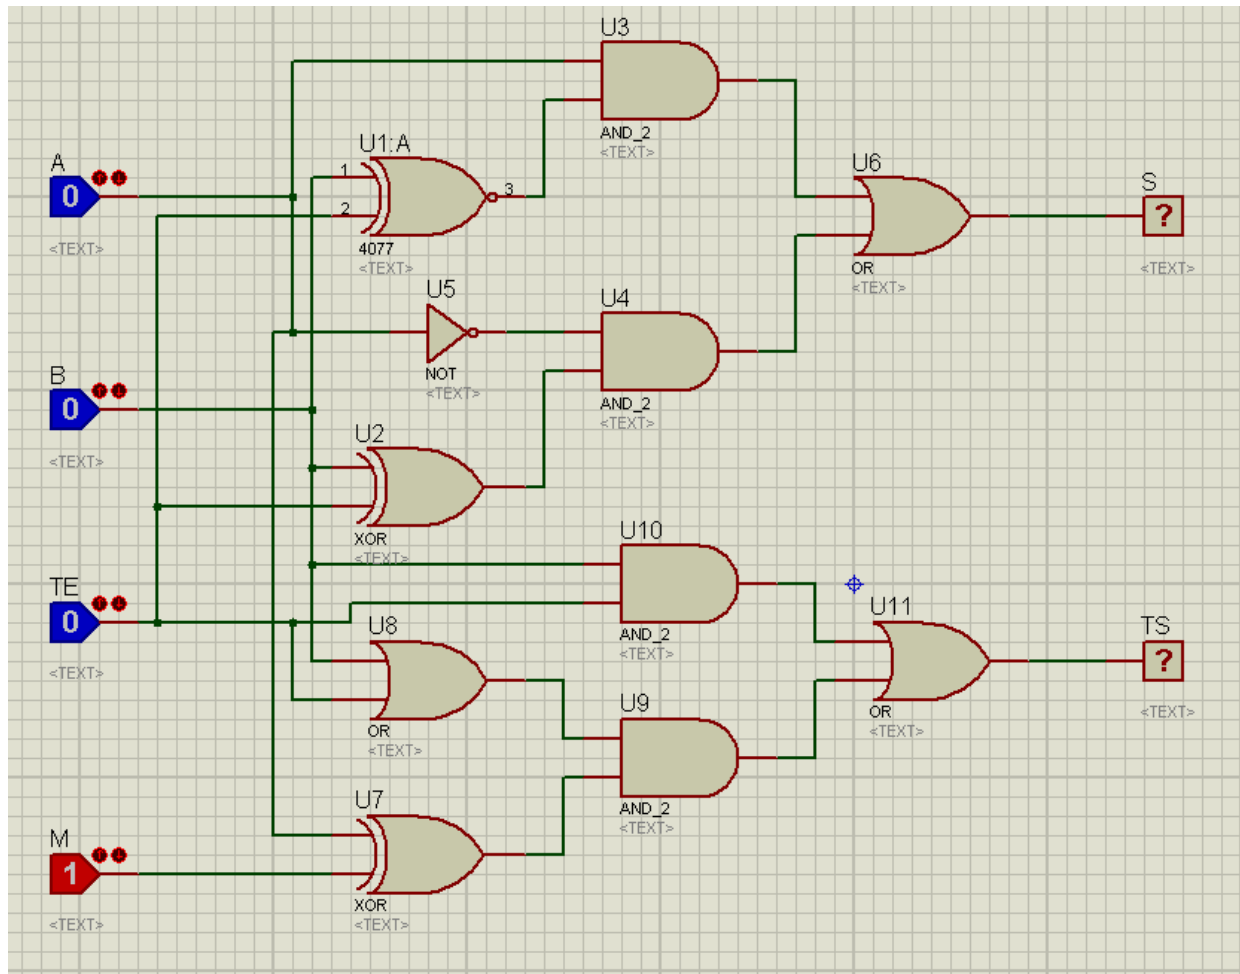 U3
AND_2
<TEXT>
A
0
<TEXT>
U1:A
1
2
3
4077
<TEXT>
U6
OR
<TEXT>
S
?
<TEXT>
U5
NOT
<TEXT>
U4
AND_2
<TEXT>
B
0
<TEXT>
U2
XOR
<TEXT>
U10
AND_2
<TEXT>
TE
0
<TEXT>
U8
OR
<TEXT>
U11
OR
<TEXT>
TS
?
<TEXT>
U9
AND_2
<TEXT>
U7
XOR
<TEXT>
M
1
<TEXT>